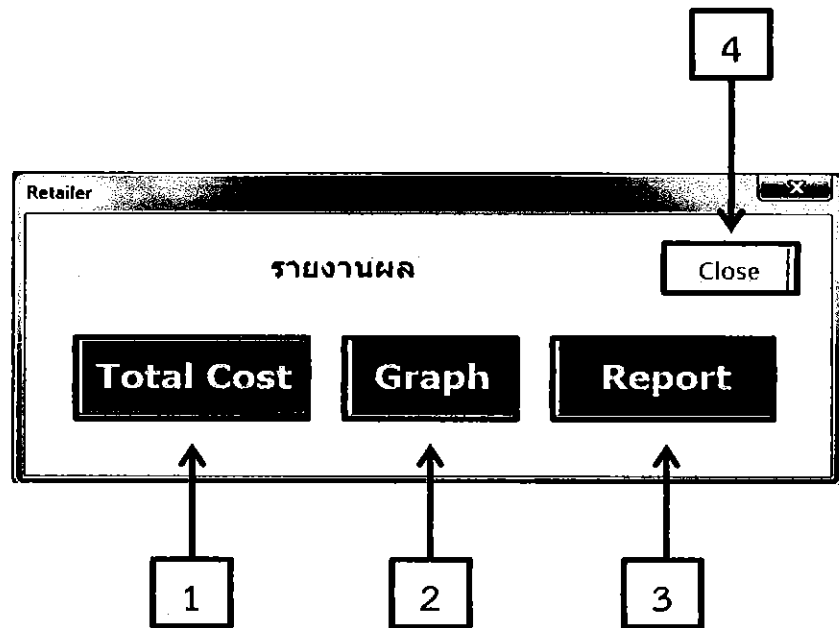 4
Retailer
รายงานผล
Close
Total Cost
Graph
Report
1
2
3